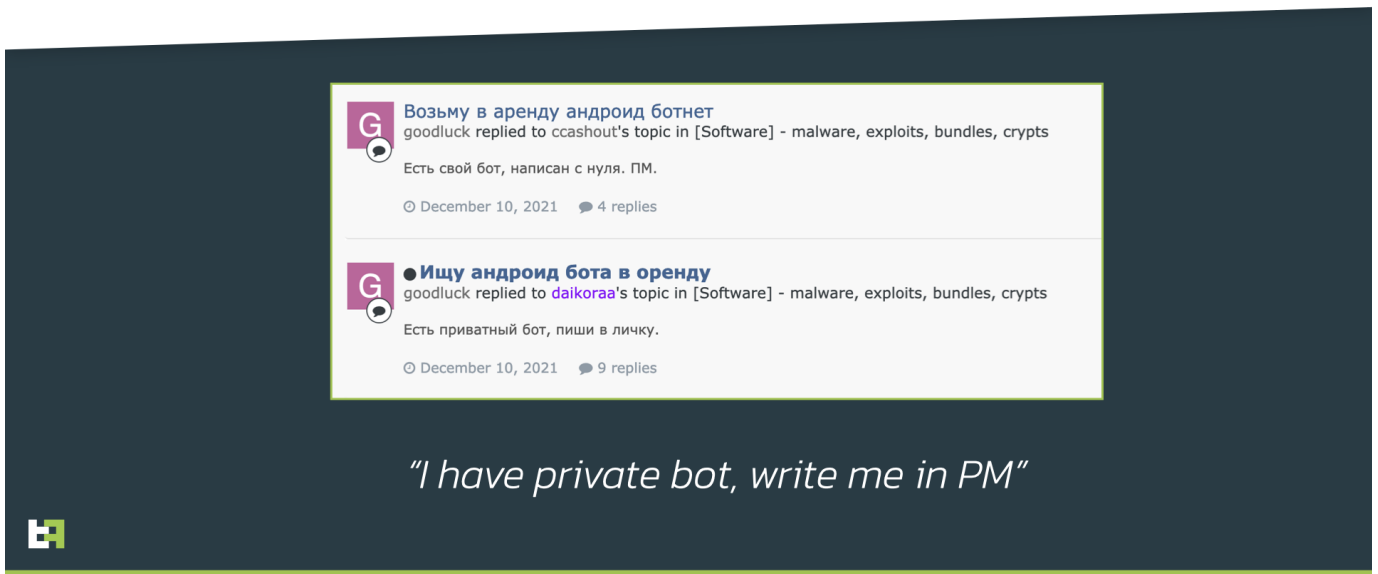 G
Возьму в аренду андроид ботнет
goodluck replied to ccashout's topic in [Software] - malware, exploits, bundles, crypts
Есть свой бот, написан с нуля. ПМ.
December 10, 2021 4 replies
G
Ищу андроид бота в оренду
goodluck replied to daikoraa's topic in [Software] - malware, exploits, bundles, crypts
Есть приватный бот, пиши в личку.
December 10, 2021 9 replies
“I have private bot, write me in PM”